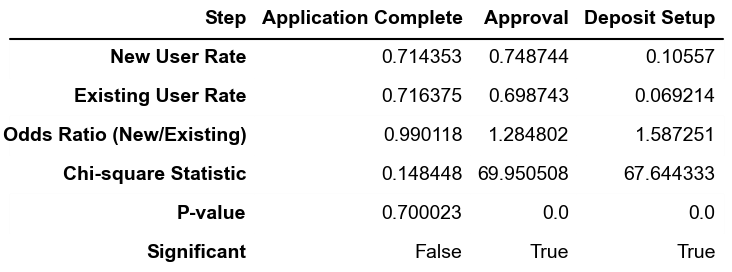 Step Application Complete Approval Deposit Setup
New User Rate 0.714353 0.748744 0.10557
Existing User Rate 0.716375 0.698743 0.069214
Odds Ratio (New/Existing) 0.990118 1.284802 1.587251
Chi-square Statistic 0.148448 69.950508 67.644333
P-value 0.700023 0.0 0.0
Significant False True True